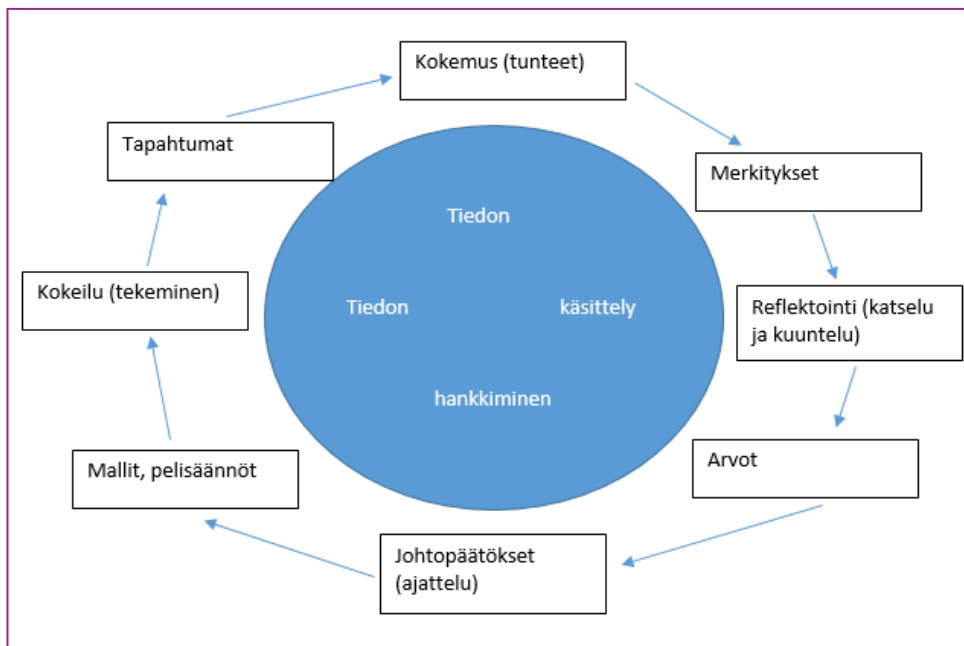 Kokemus (tunteet)
Tapahtumat
Merkitykset
Tiedon
Kokeilu (tekeminen)
Tiedon
käsittely
Reflektointi (katselu
ja kuuntelu)
hankkiminen
Mallit, pelisäännöt
Arvot
Johtopäätökset
(ajattelu)